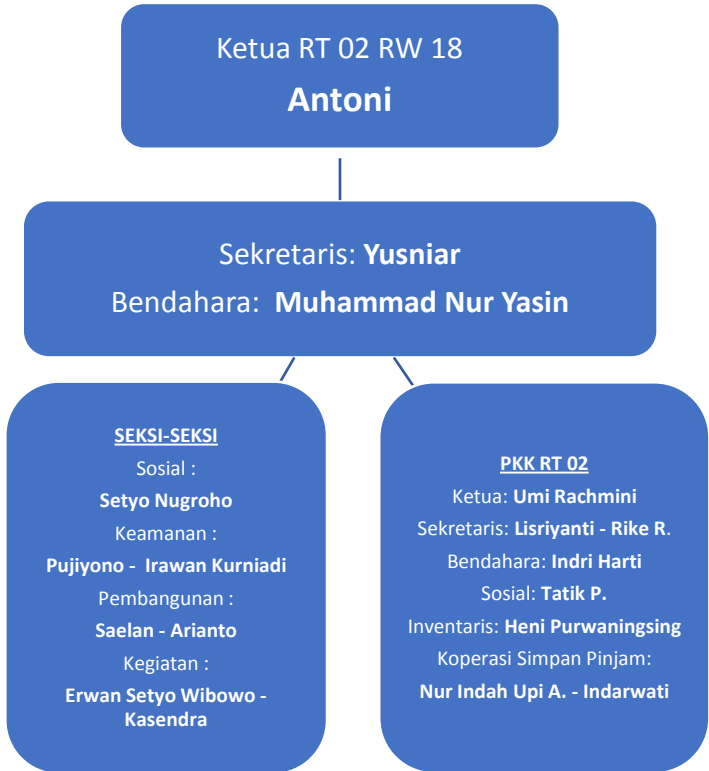 Ketua RT 02 RW 18
Antoni
Sekretaris: Yusniar
Bendahara: Muhammad Nur Yasin
SEKSI-SEKSI
Sosial :
Setyo Nugroho
Keamanan :
Pujiyono - Irawan Kurniadi
Pembangunan :
Saelan - Arianto
Kegiatan :
Erwan Setyo Wibowo -
Kasendra
PKK RT 02
Ketua: Umi Rachmini
Sekretaris: Lisriyanti - Rike R.
Bendahara: Indri Harti
Sosial: Tatik P.
Inventaris: Heni Purwaningsing
Koperasi Simpan Pinjam:
Nur Indah Upi A. - Indarwati